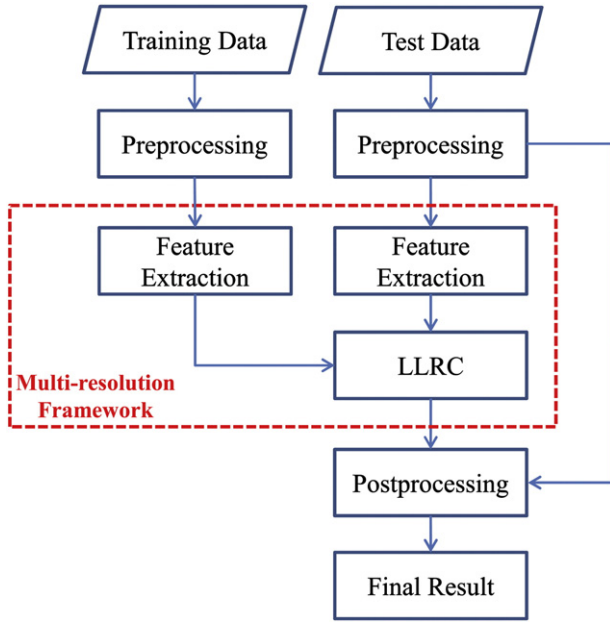 Training Data
Test Data
Preprocessing
Preprocessing
Feature
Extraction
Feature
Extraction
LLRC
Multi-resolution
Framework
Postprocessing
Final Result